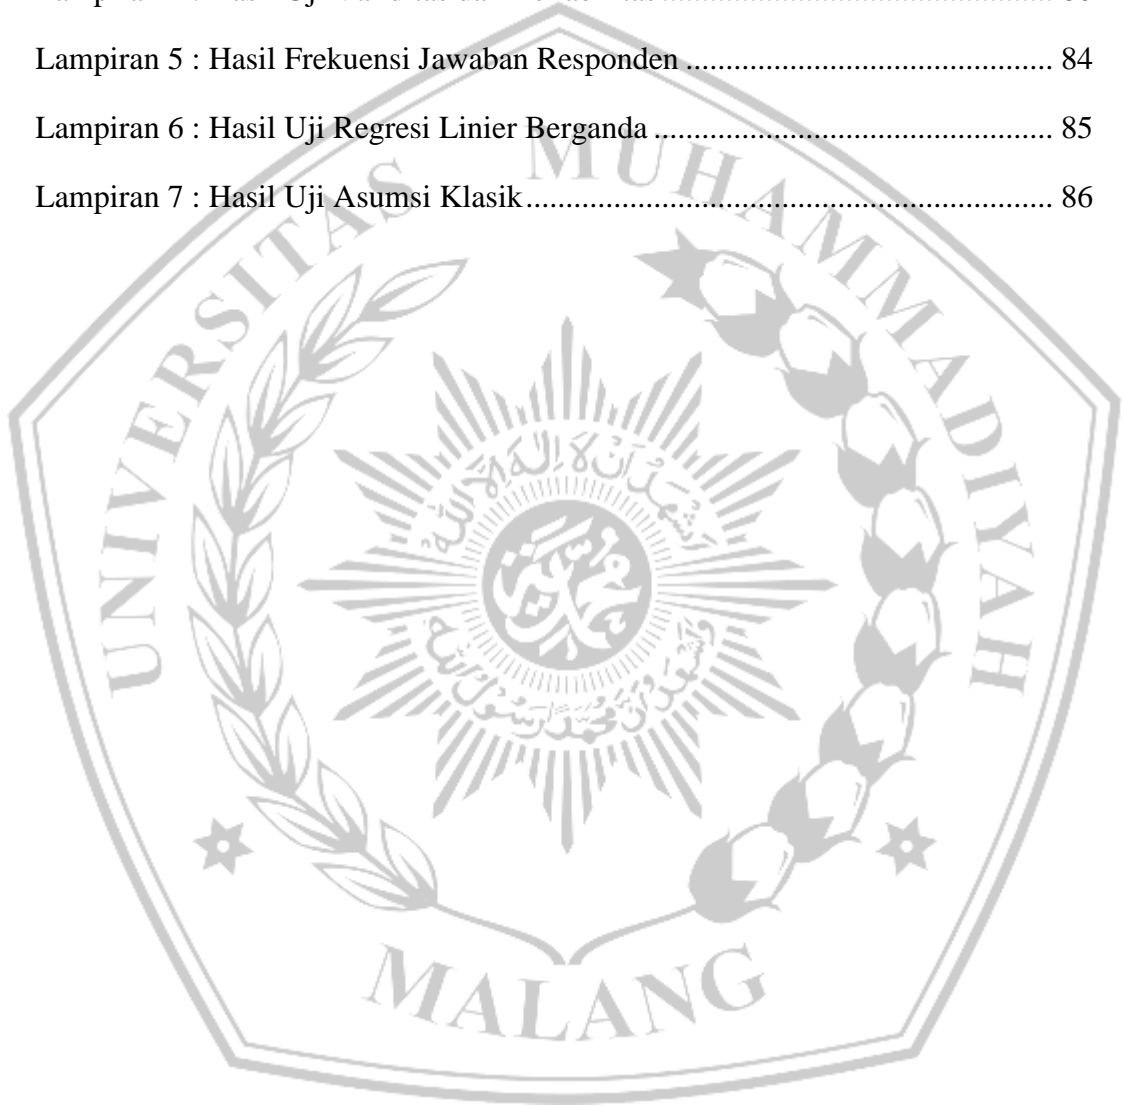 Lampiran 5 : Hasil Frekuensi Jawaban Responden .............................................. 84
Lampiran 6 : Hasil Uji Regresi Linier Berganda .................................................. 85
Lampiran 7 : Hasil Uji Asumsi Klasik.................................................................. 86
UNIVERSITAS MUHAMMADIYAH
MALANG